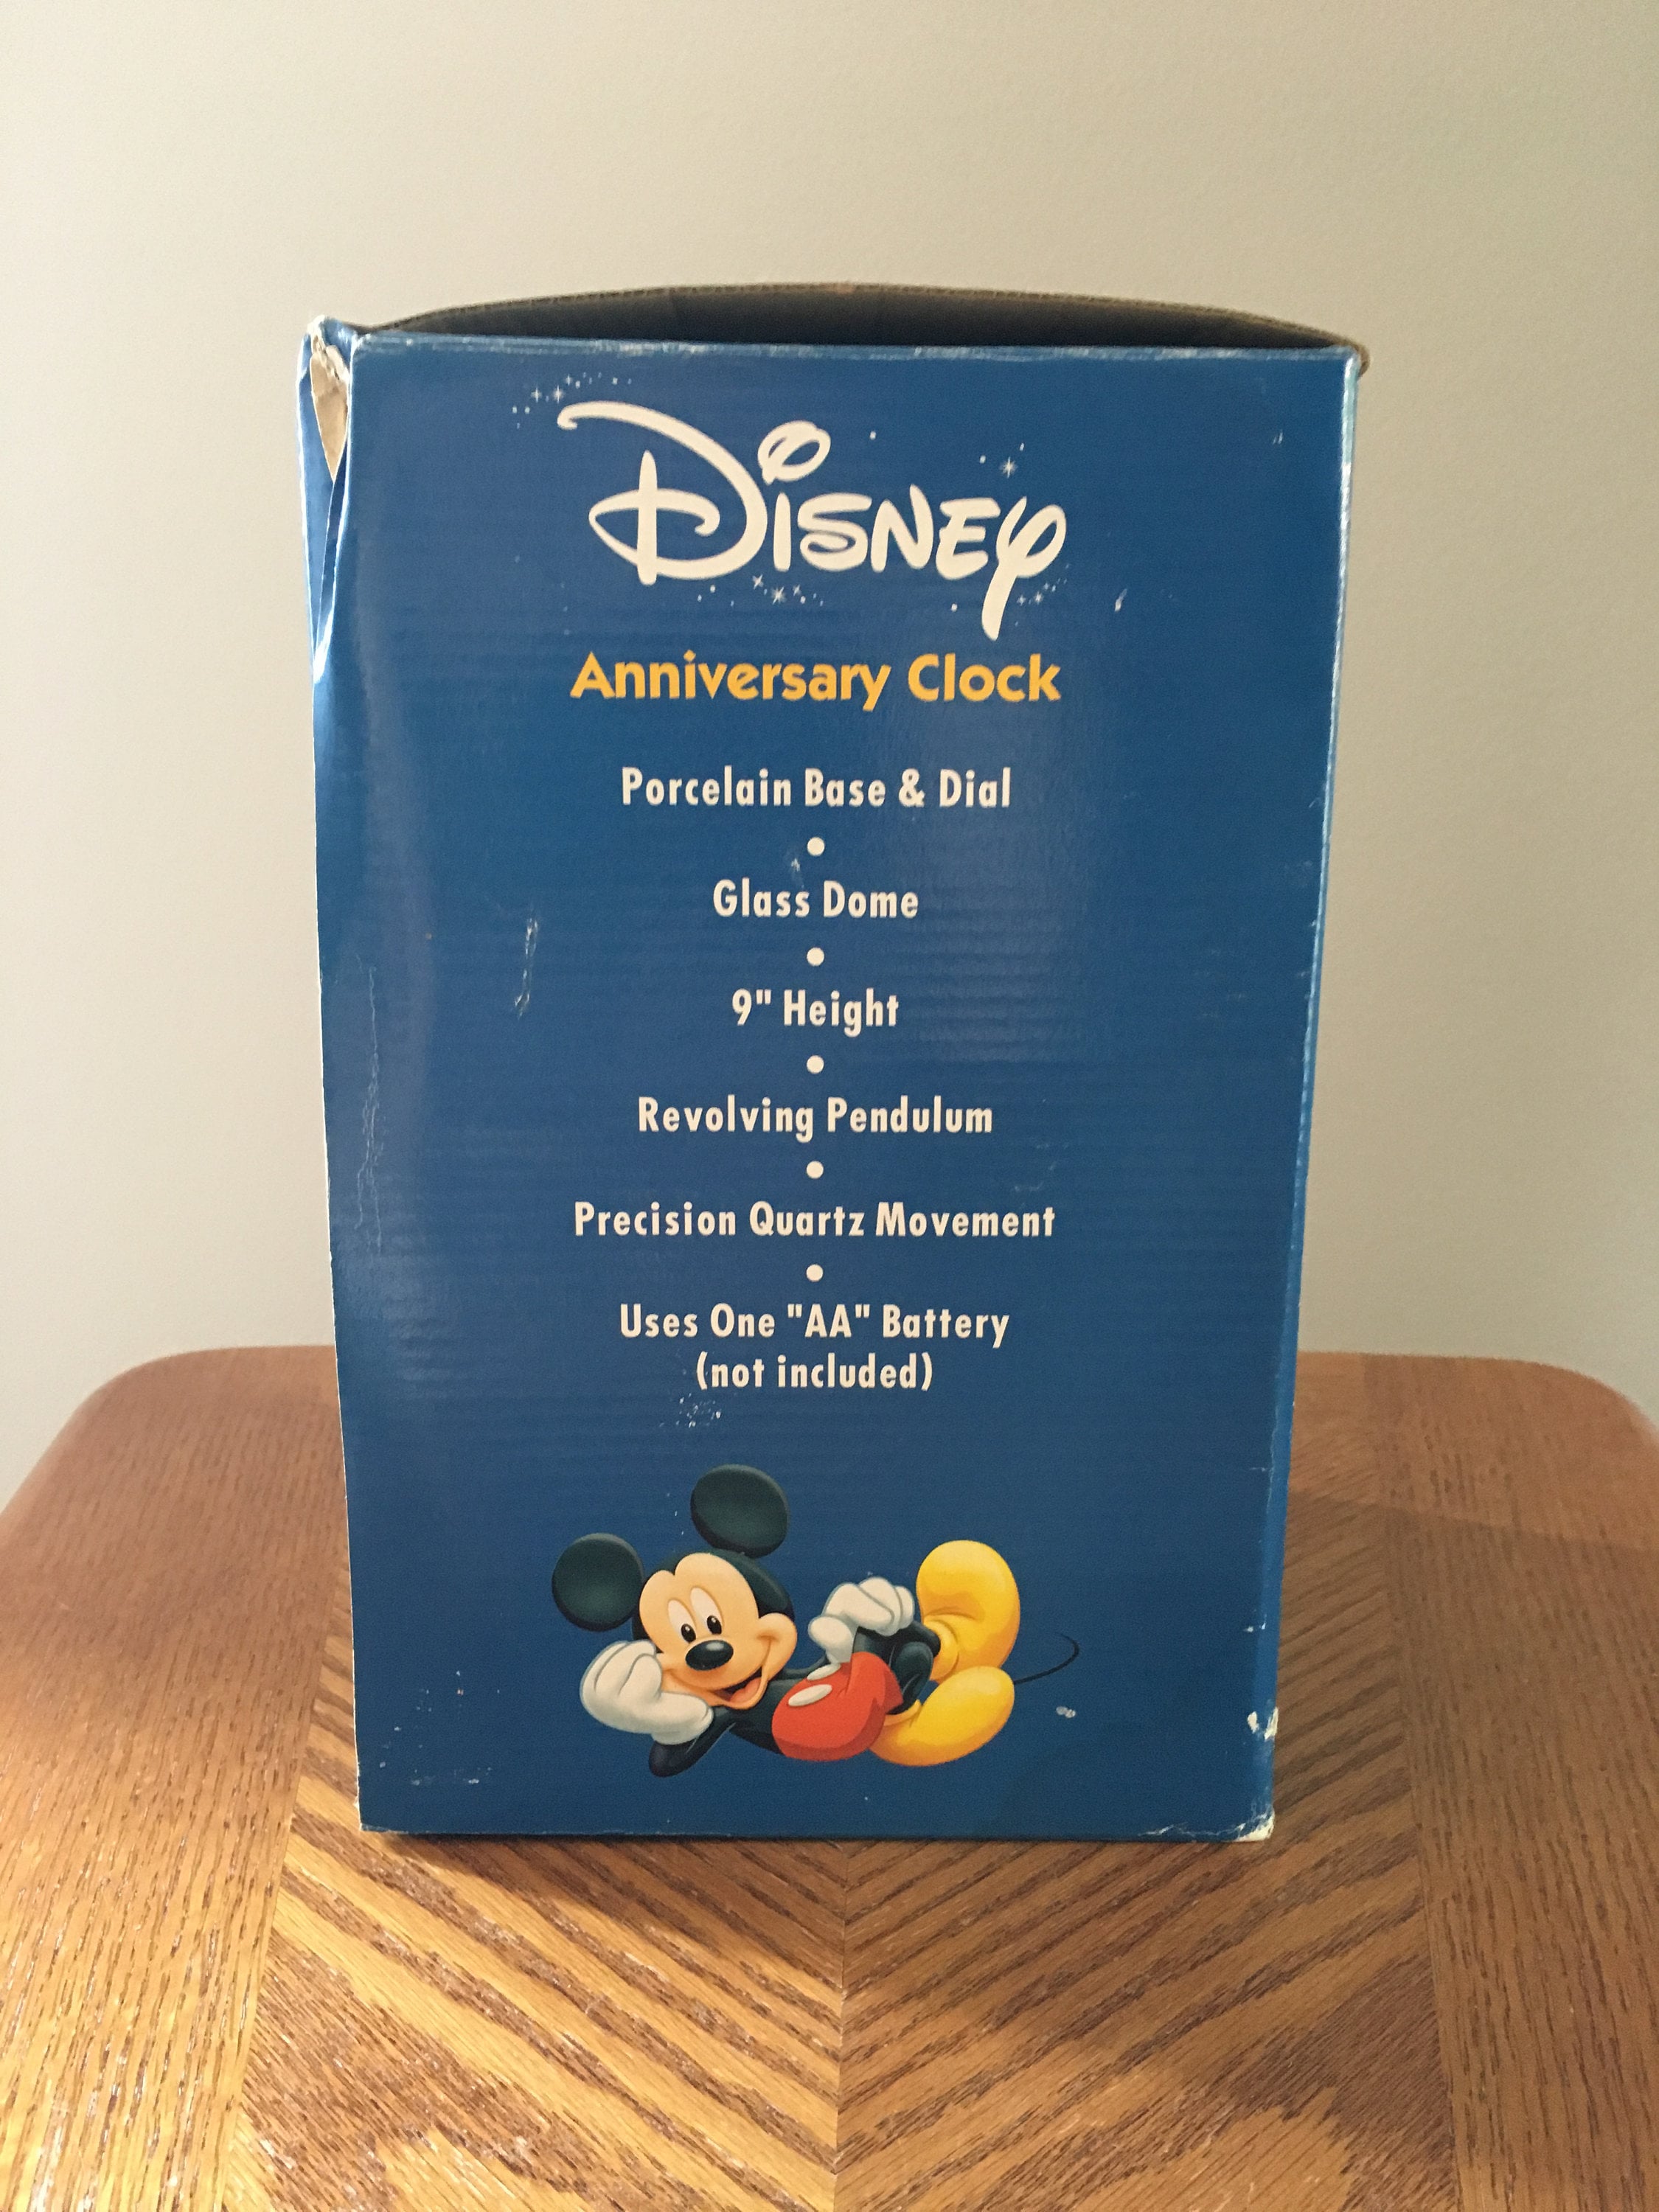 Disney
Anniversary Clock
Porcelain Base & Dial
•
Glass Dome
•
9" Height
•
Revolving Pendulum
•
Precision Quartz Movement
•
Uses One "AA" Battery
(not included)